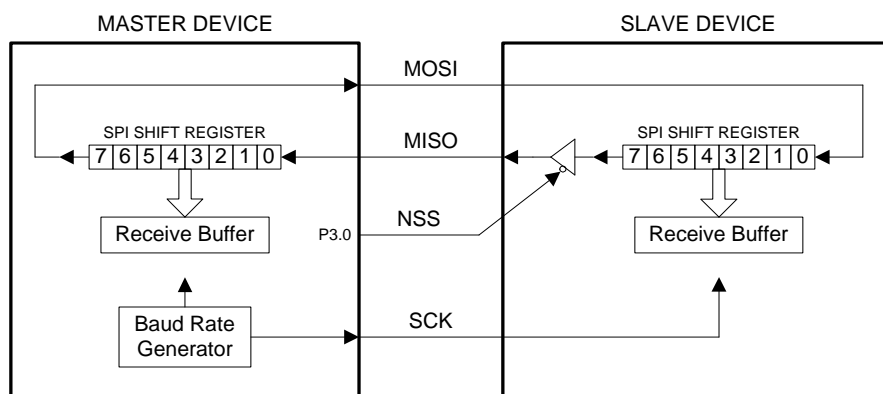 MASTER DEVICE
SLAVE DEVICE
MOSI
SPI SHIFT REGISTER
MISO
SPI SHIFT REGISTER
7 6 5 4 3 2 1 0
7 6 5 4 3 2 1 0
Receive Buffer
P3.0
NSS
Receive Buffer
Baud Rate
Generator
SCK